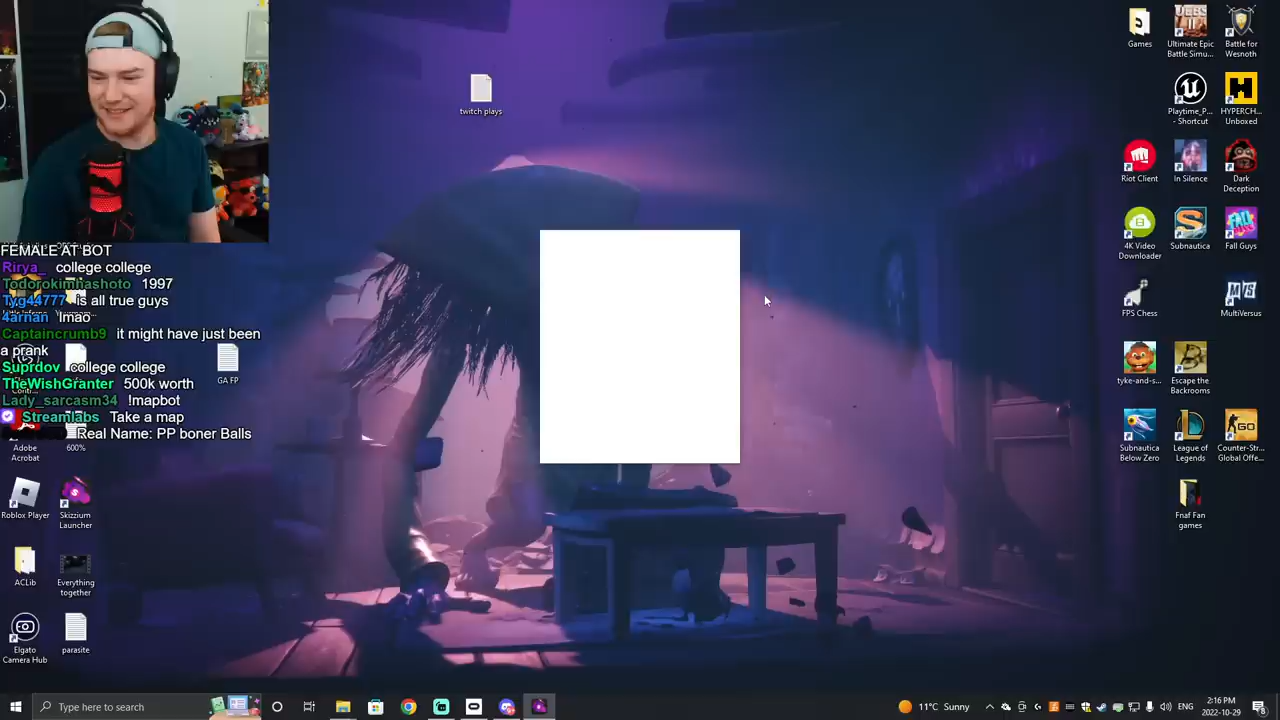 twitch plays
FEMALE AT BOT
Rirya_ college college
Todorokimhashoto 1997
Tyg44777 is all true guys
4arnan lmao
Captaincrumb9 it might have just been
a prank
Suprdov college college
TheWishGranter 500k worth
Lady_sarcasm34 !mapbot
Streamlabs Take a map
Real Name: PP boner Balls
GA FP
Adobe
Acrobat
600%
Roblox Player
Skizzium
Launcher
ACLib
Everything
together
Elgato
Camera Hub
parasite
Games
Ultimate Epic
Battle Simu...
Battle for
Wesnoth
Playtime_P...
- Shortcut
HYPERCH...
Unboxed
Riot Client
In Silence
Dark
Deception
4K Video
Downloader
Subnautica
Fall Guys
FPS Chess
MultiVersus
tyke-and-s...
Escape the
Backrooms
Subnautica
Below Zero
League of
Legends
Counter-Str...
Global Offe...
Fnaf Fan
games
Type here to search
11°C Sunny
ENG
2:16 PM
2022-10-29